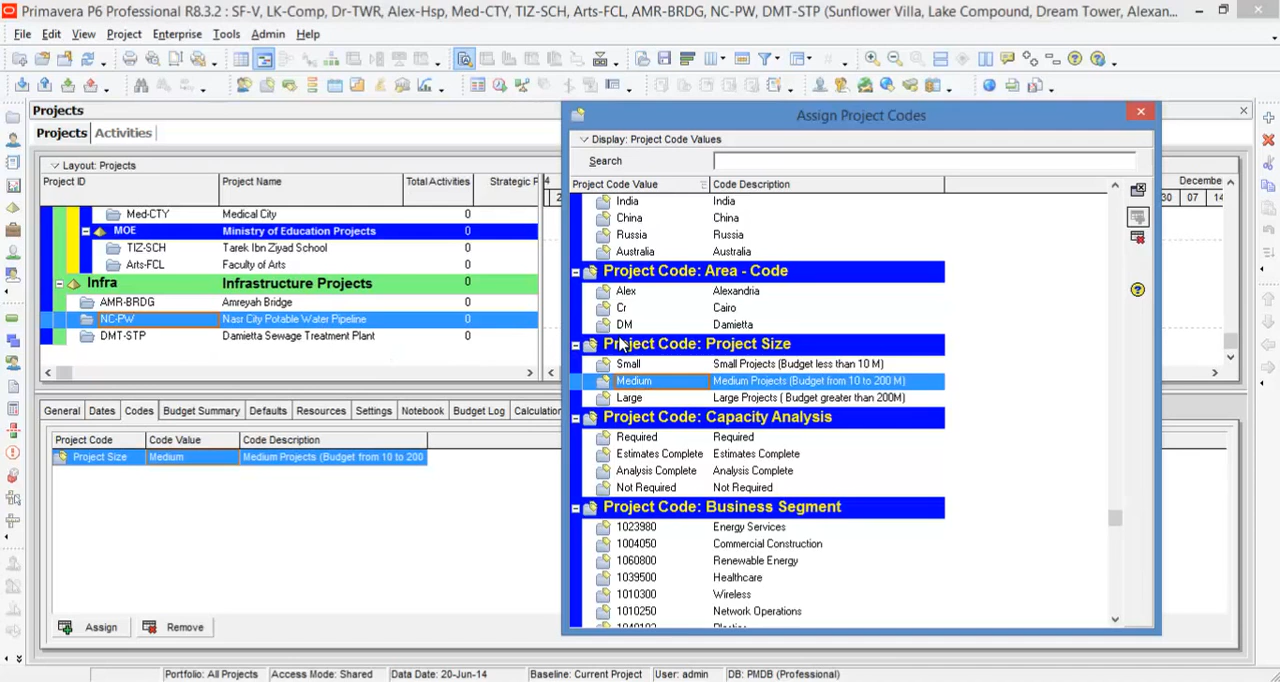 Primavera P6 Professional R8.3.2 : SF-V, LK-Comp, Dr-TWR, Alex-Hsp, Med-CTY, TIZ-SCH, Arts-FCL, AMR-BRDG, NC-PW, DMT-STP (Sunflower Villa, Lake Compound, Dream Tower, Alexan...
File Edit View Project Enterprise Tools Admin Help
Projects
Projects Activities
Layout: Projects
Project ID Project Name Total Activities Strategic P
Med-CTY Medical City 0
MOE Ministry of Education Projects 0
TIZ-SCH Tarek Ibn Ziyad School 0
Arts-FCL Faculty of Arts 0
Infra Infrastructure Projects 0
AMR-BRDG Amreyah Bridge 0
NC-PW Nasr City Potable Water Pipeline 0
DMT-STP Damietta Sewage Treatment Plant 0
General Dates Codes Budget Summary Defaults Resources Settings Notebook Budget Log Calculation
Project Code Code Value Code Description
Project Size Medium Medium Projects (Budget from 10 to 200
Assign Remove
Assign Project Codes
Display: Project Code Values
Search
Project Code Value Code Description
India India
China China
Russia Russia
Australia Australia
Project Code: Area - Code
Alex Alexandria
Cr Cairo
DM Damietta
Project Code: Project Size
Small Small Projects (Budget less than 10 M)
Medium Medium Projects (Budget from 10 to 200 M)
Large Large Projects ( Budget greater than 200M)
Project Code: Capacity Analysis
Required Required
Estimates Complete Estimates Complete
Analysis Complete Analysis Complete
Not Required Not Required
Project Code: Business Segment
1023980 Energy Services
1004050 Commercial Construction
1060800 Renewable Energy
1039500 Healthcare
1010300 Wireless
1010250 Network Operations
December
30 07 14
Portfolio: All Projects Access Mode: Shared Data Date: 20-Jun-14 Baseline: Current Project User: admin DB: PMDB (Professional)